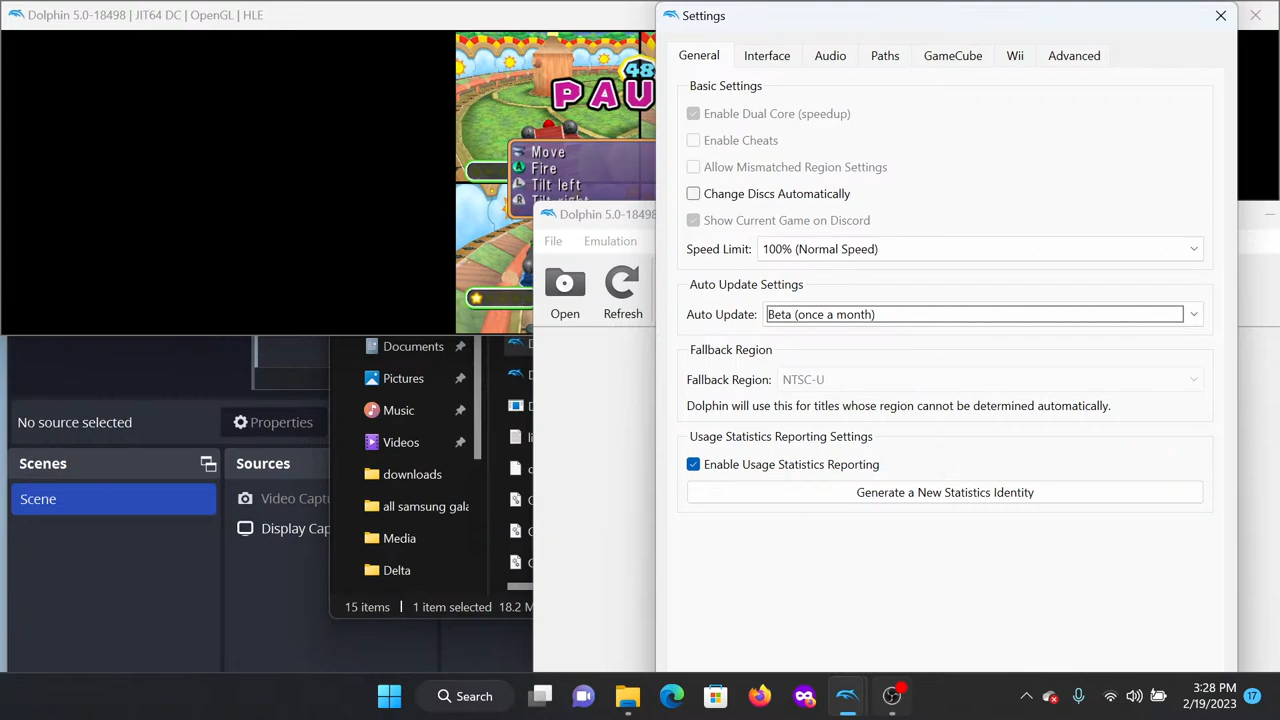 Dolphin 5.0-18498 | JIT64 DC | OpenGL | HLE
48
PAU
Move
A Fire
L Tilt left
R Tilt right
Dolphin 5.0-18498
File Emulation
Open Refresh
Settings
General Interface Audio Paths GameCube Wii Advanced
Basic Settings
Enable Dual Core (speedup)
Enable Cheats
Allow Mismatched Region Settings
Change Discs Automatically
Show Current Game on Discord
Speed Limit: 100% (Normal Speed)
Auto Update Settings
Auto Update: Beta (once a month)
Fallback Region
Fallback Region: NTSC-U
Dolphin will use this for titles whose region cannot be determined automatically.
Usage Statistics Reporting Settings
Enable Usage Statistics Reporting
Generate a New Statistics Identity
No source selected
Properties
Scenes
Scene
Sources
Video Captu
Display Cap
Documents
Pictures
Music
Videos
downloads
all samsung gala
Media
Delta
15 items | 1 item selected 18.2 M
Search
3:28 PM
2/19/2023
17